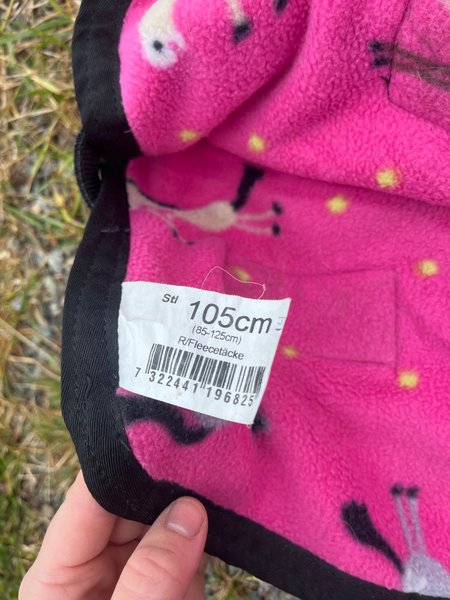 Stl 105cm
(85-125cm)
R/Fleecetäcke
7 322441 196825